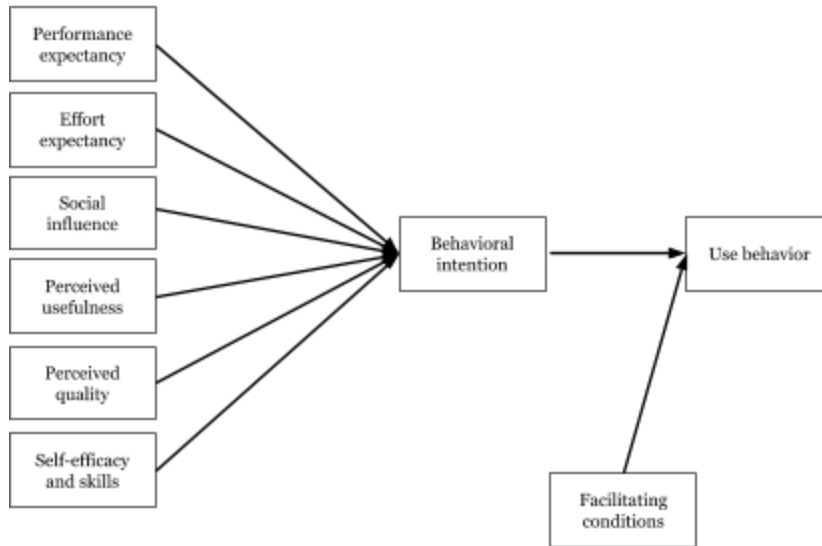 Performance
expectancy
Effort
expectancy
Social
influence
Perceived
usefulness
Perceived
quality
Self-efficacy
and skills
Behavioral
intention
Use behavior
Facilitating
conditions